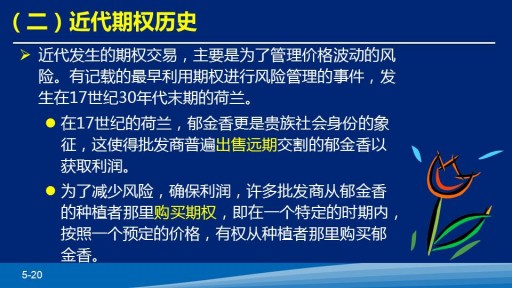 （二）近代期权历史
近代发生的期权交易，主要是为了管理价格波动的风
险。有记载的最早利用期权进行风险管理的事件，发
生在17世纪30年代末期的荷兰。
在17世纪的荷兰，郁金香更是贵族社会身份的象
征，这使得批发商普遍出售远期交割的郁金香以
获取利润。
为了减少风险，确保利润，许多批发商从郁金香
的种植者那里购买期权，即在一个特定的时期内，
按照一个预定的价格，有权从种植者那里购买郁
金香。
5-20